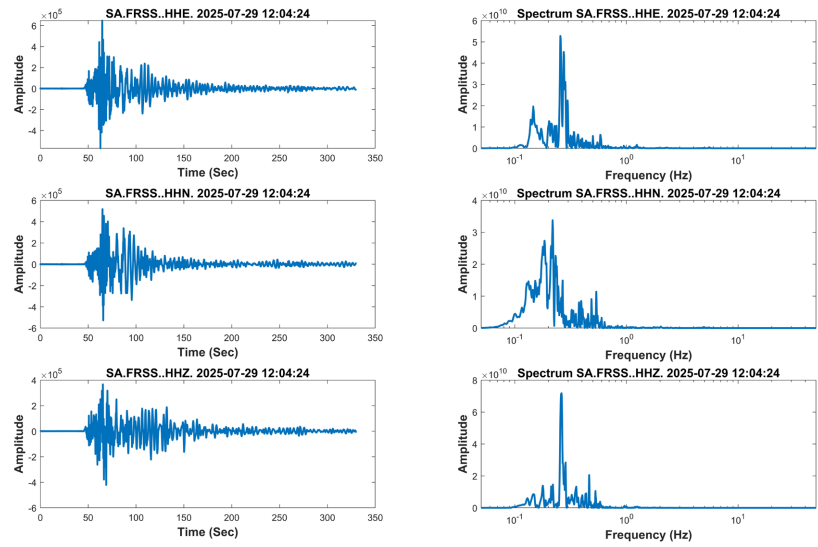 SA.FRSS..HHE. 2025-07-29 12:04:24
×10^5
6
4
2
0
-2
-4
Amplitude
0 50 100 150 200 250 300 350
Time (Sec)
Spectrum SA.FRSS..HHE. 2025-07-29 12:04:24
×10^10
6
5
4
3
2
1
0
Amplitude
10^-1 10^0 10^1
Frequency (Hz)
SA.FRSS..HHN. 2025-07-29 12:04:24
×10^5
6
4
2
0
-2
-4
-6
Amplitude
0 50 100 150 200 250 300 350
Time (Sec)
Spectrum SA.FRSS..HHN. 2025-07-29 12:04:24
×10^10
4
3
2
1
0
Amplitude
10^-1 10^0 10^1
Frequency (Hz)
SA.FRSS..HHZ. 2025-07-29 12:04:24
×10^5
4
2
0
-2
-4
-6
Amplitude
0 50 100 150 200 250 300 350
Time (Sec)
Spectrum SA.FRSS..HHZ. 2025-07-29 12:04:24
×10^10
8
6
4
2
0
Amplitude
10^-1 10^0 10^1
Frequency (Hz)